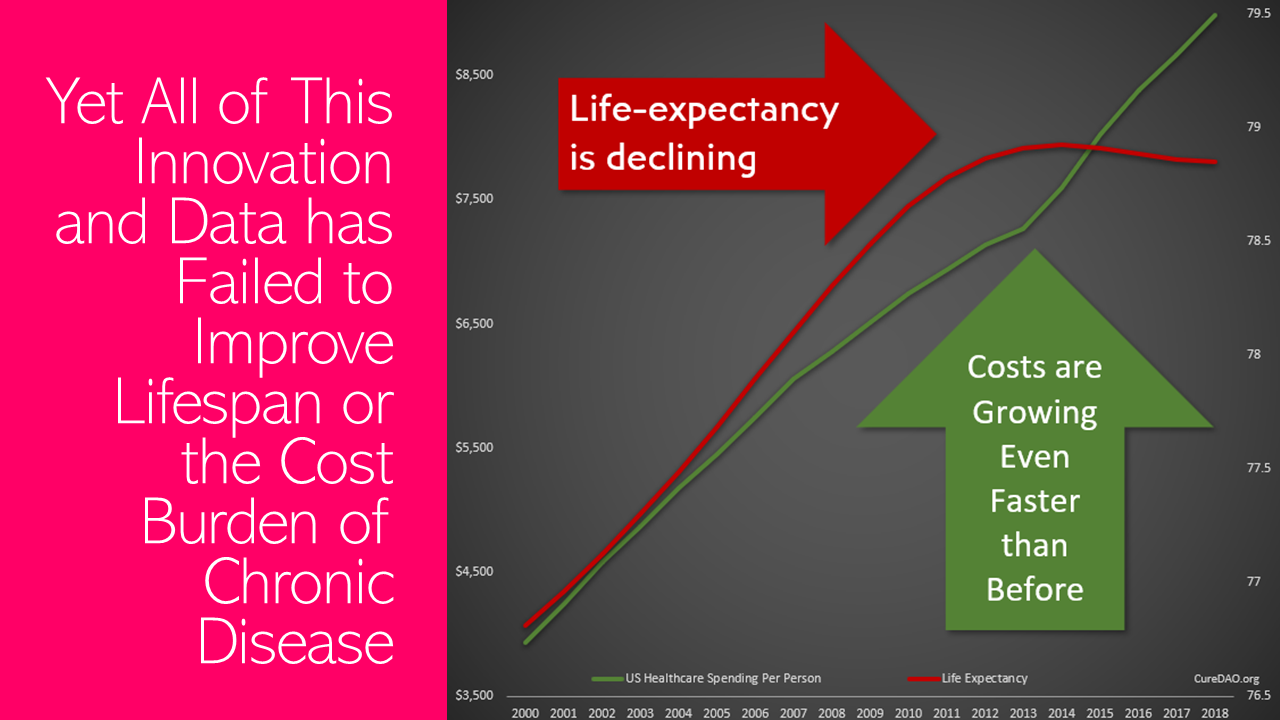 Yet All of This
Innovation
and Data has
Failed to
Improve
Lifespan or
the Cost
Burden of
Chronic
Disease
Life-expectancy
is declining
Costs are
Growing
Even
Faster
than
Before
$8,500
$7,500
$6,500
$5,500
$4,500
$3,500
79.5
79
78.5
78
77.5
77
76.5
US Healthcare Spending Per Person
Life Expectancy
CureDAO.org
2000 2001 2002 2003 2004 2005 2006 2007 2008 2009 2010 2011 2012 2013 2014 2015 2016 2017 2018